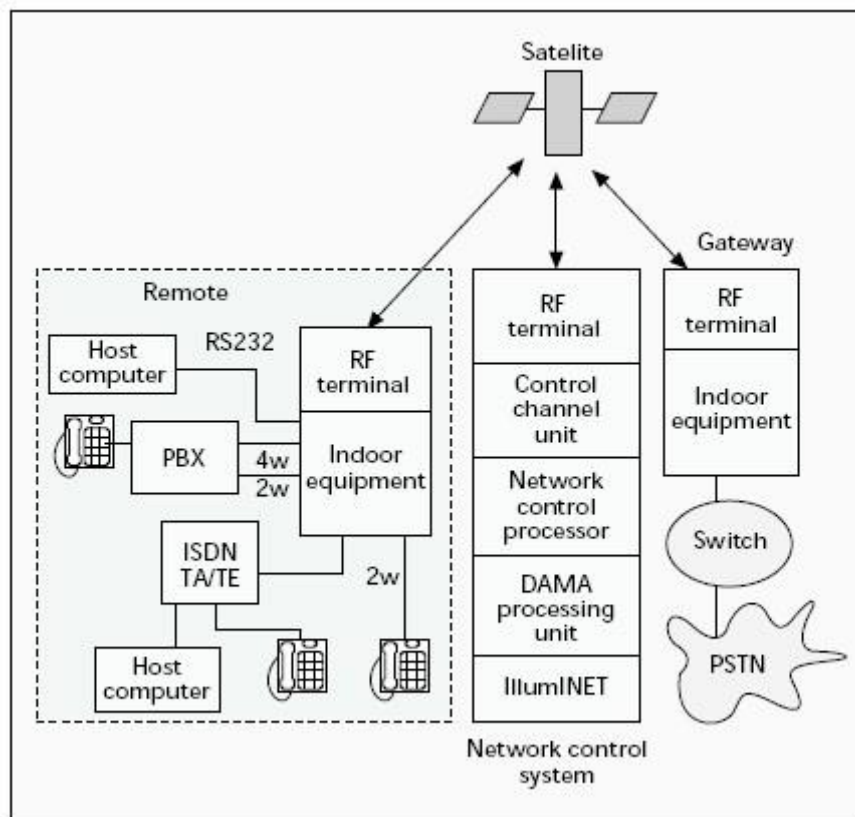 Satelite
Gateway
Remote
RS232
Host
computer
RF
terminal
PBX
4w
2w
Indoor
equipment
ISDN
TA/TE
2w
Host
computer
RF
terminal
Control
channel
unit
Network
control
processor
DAMA
processing
unit
IllumINET
Network control
system
RF
terminal
Indoor
equipment
Switch
PSTN